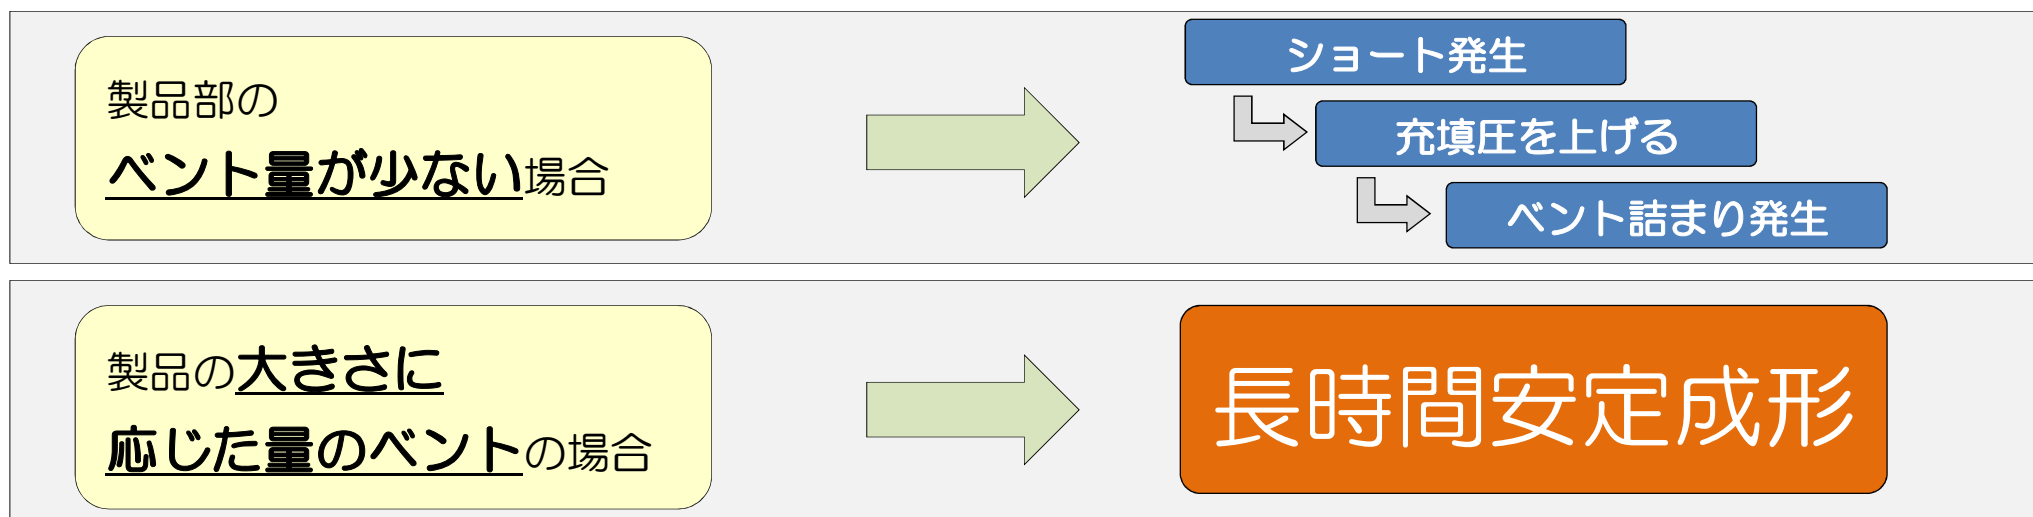 製品部の
ベント量が少ない場合
ショート発生
充填圧を上げる
ベント詰まり発生
製品の大きさに
応じた量のベントの場合
長時間安定成形